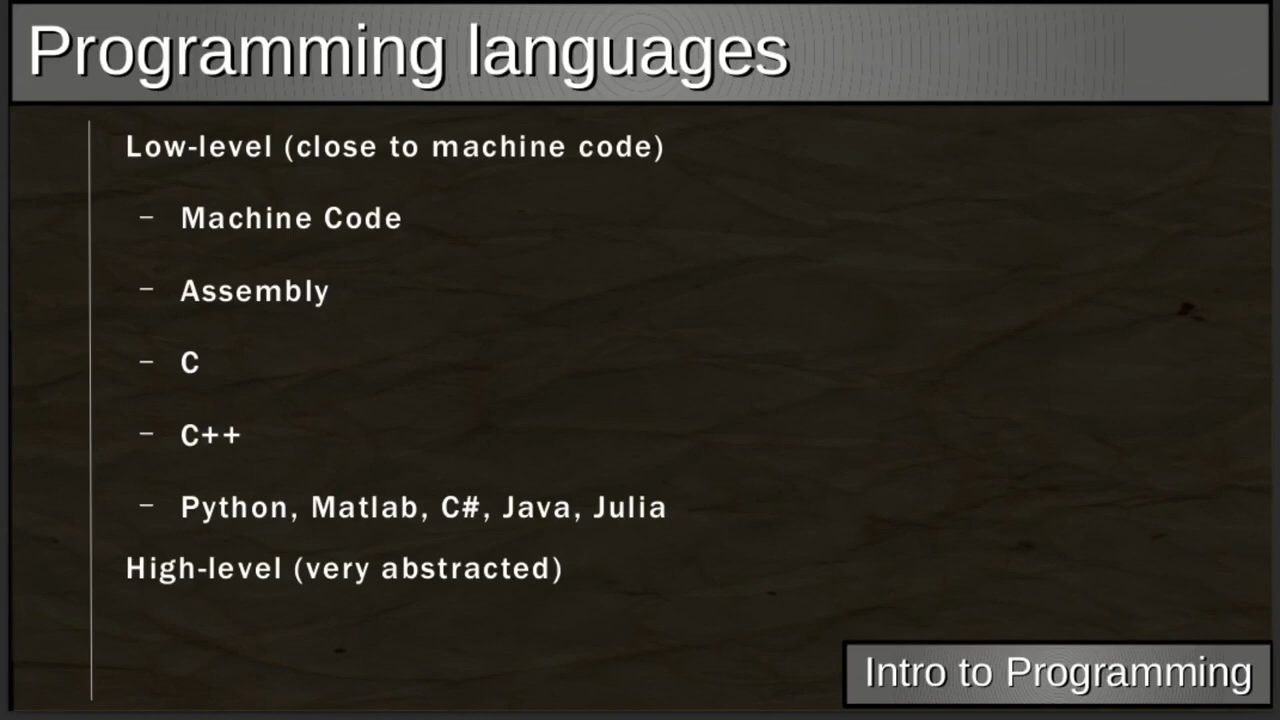 Programming languages
Low-level (close to machine code)
– Machine Code
– Assembly
– C
– C++
– Python, Matlab, C#, Java, Julia
High-level (very abstracted)
Intro to Programming